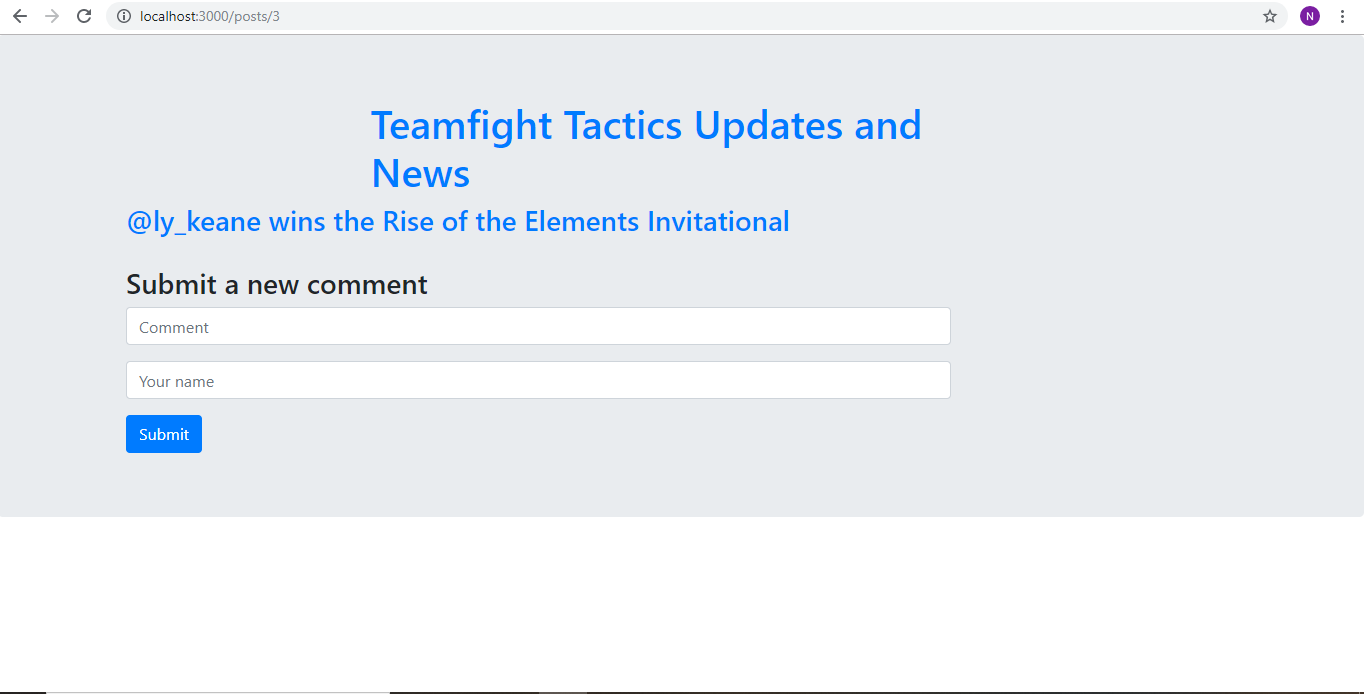 localhost:3000/posts/3
N
Teamfight Tactics Updates and
News
@ly_keane wins the Rise of the Elements Invitational
Submit a new comment
Comment
Your name
Submit